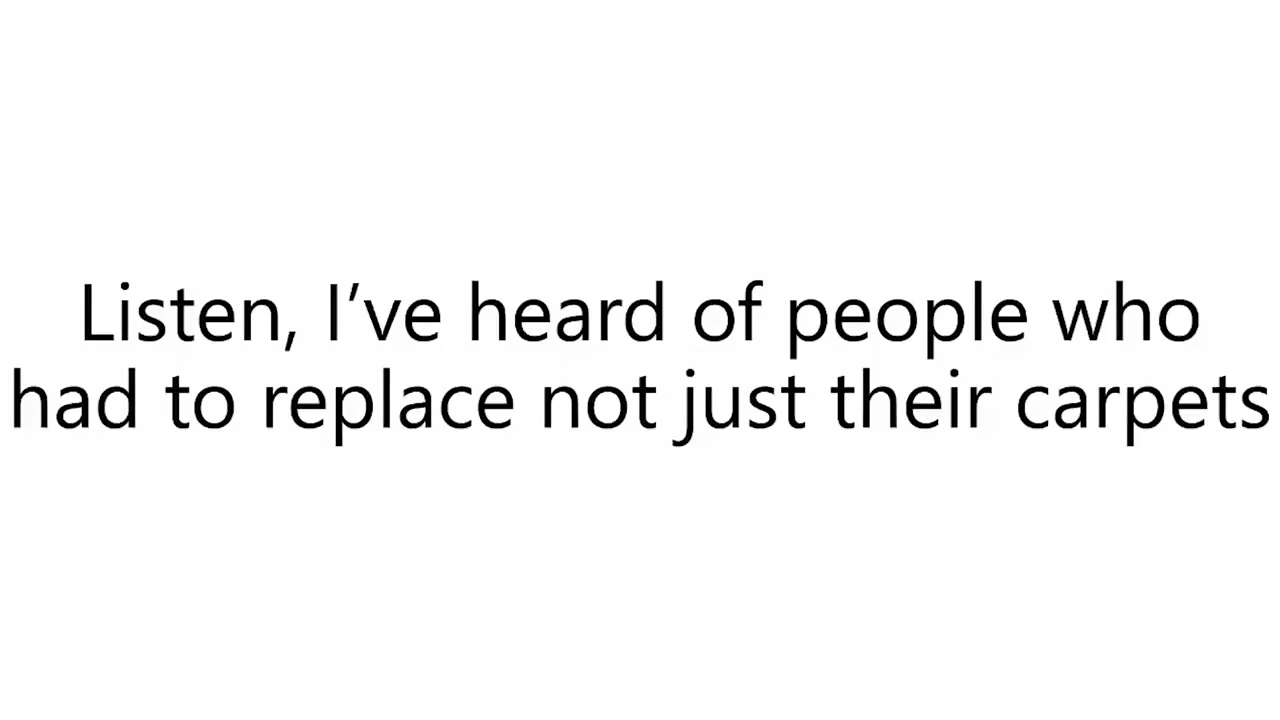 Listen, I’ve heard of people who
had to replace not just their carpets